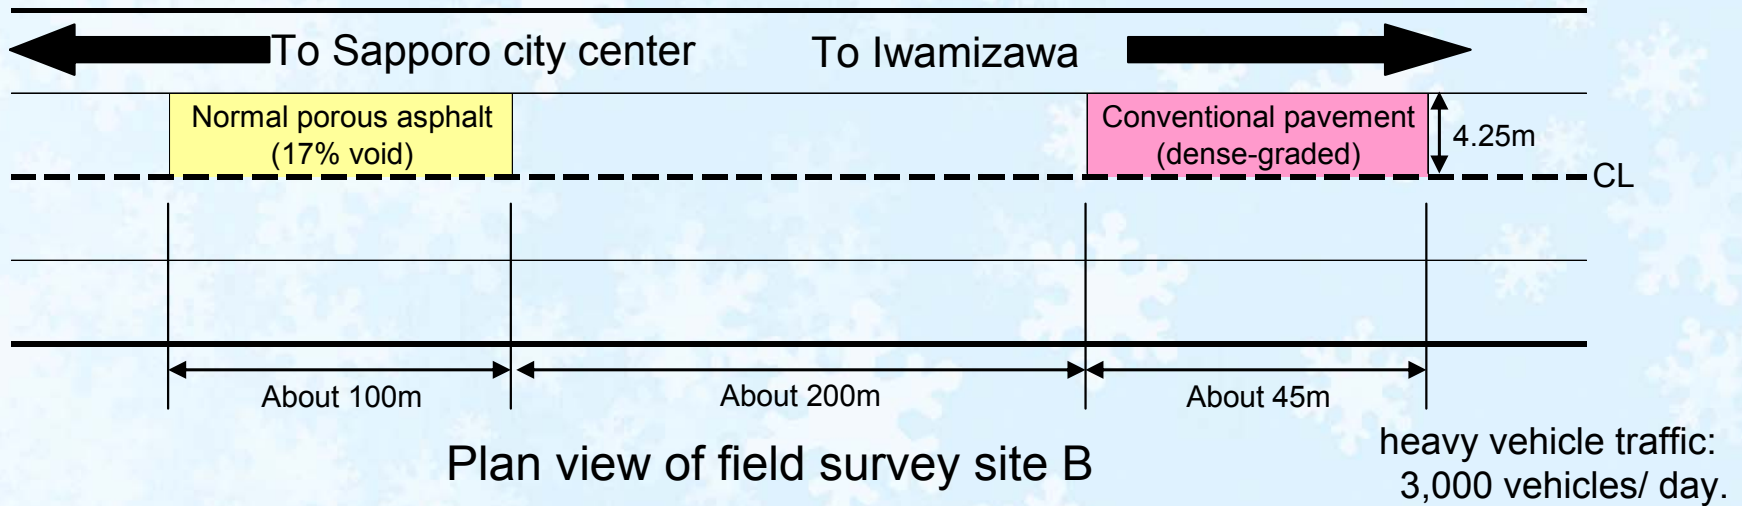 To Sapporo city center
To Iwamizawa
Normal porous asphalt
(17% void)
Conventional pavement
(dense-graded)
4.25m
CL
About 100m
About 200m
About 45m
Plan view of field survey site B
heavy vehicle traffic:
3,000 vehicles/ day.